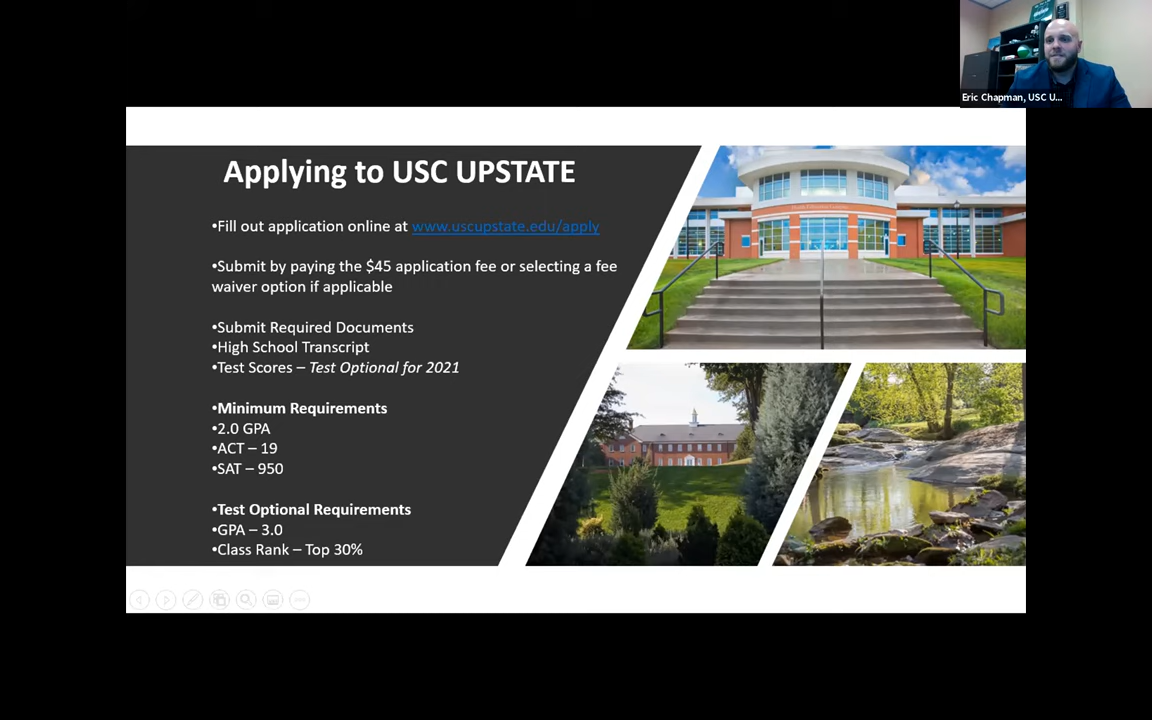 Eric Chapman, USC U...
Applying to USC UPSTATE
•Fill out application online at www.uscupstate.edu/apply
•Submit by paying the $45 application fee or selecting a fee
waiver option if applicable
•Submit Required Documents
•High School Transcript
•Test Scores – Test Optional for 2021
•Minimum Requirements
•2.0 GPA
•ACT – 19
•SAT – 950
•Test Optional Requirements
•GPA – 3.0
•Class Rank – Top 30%